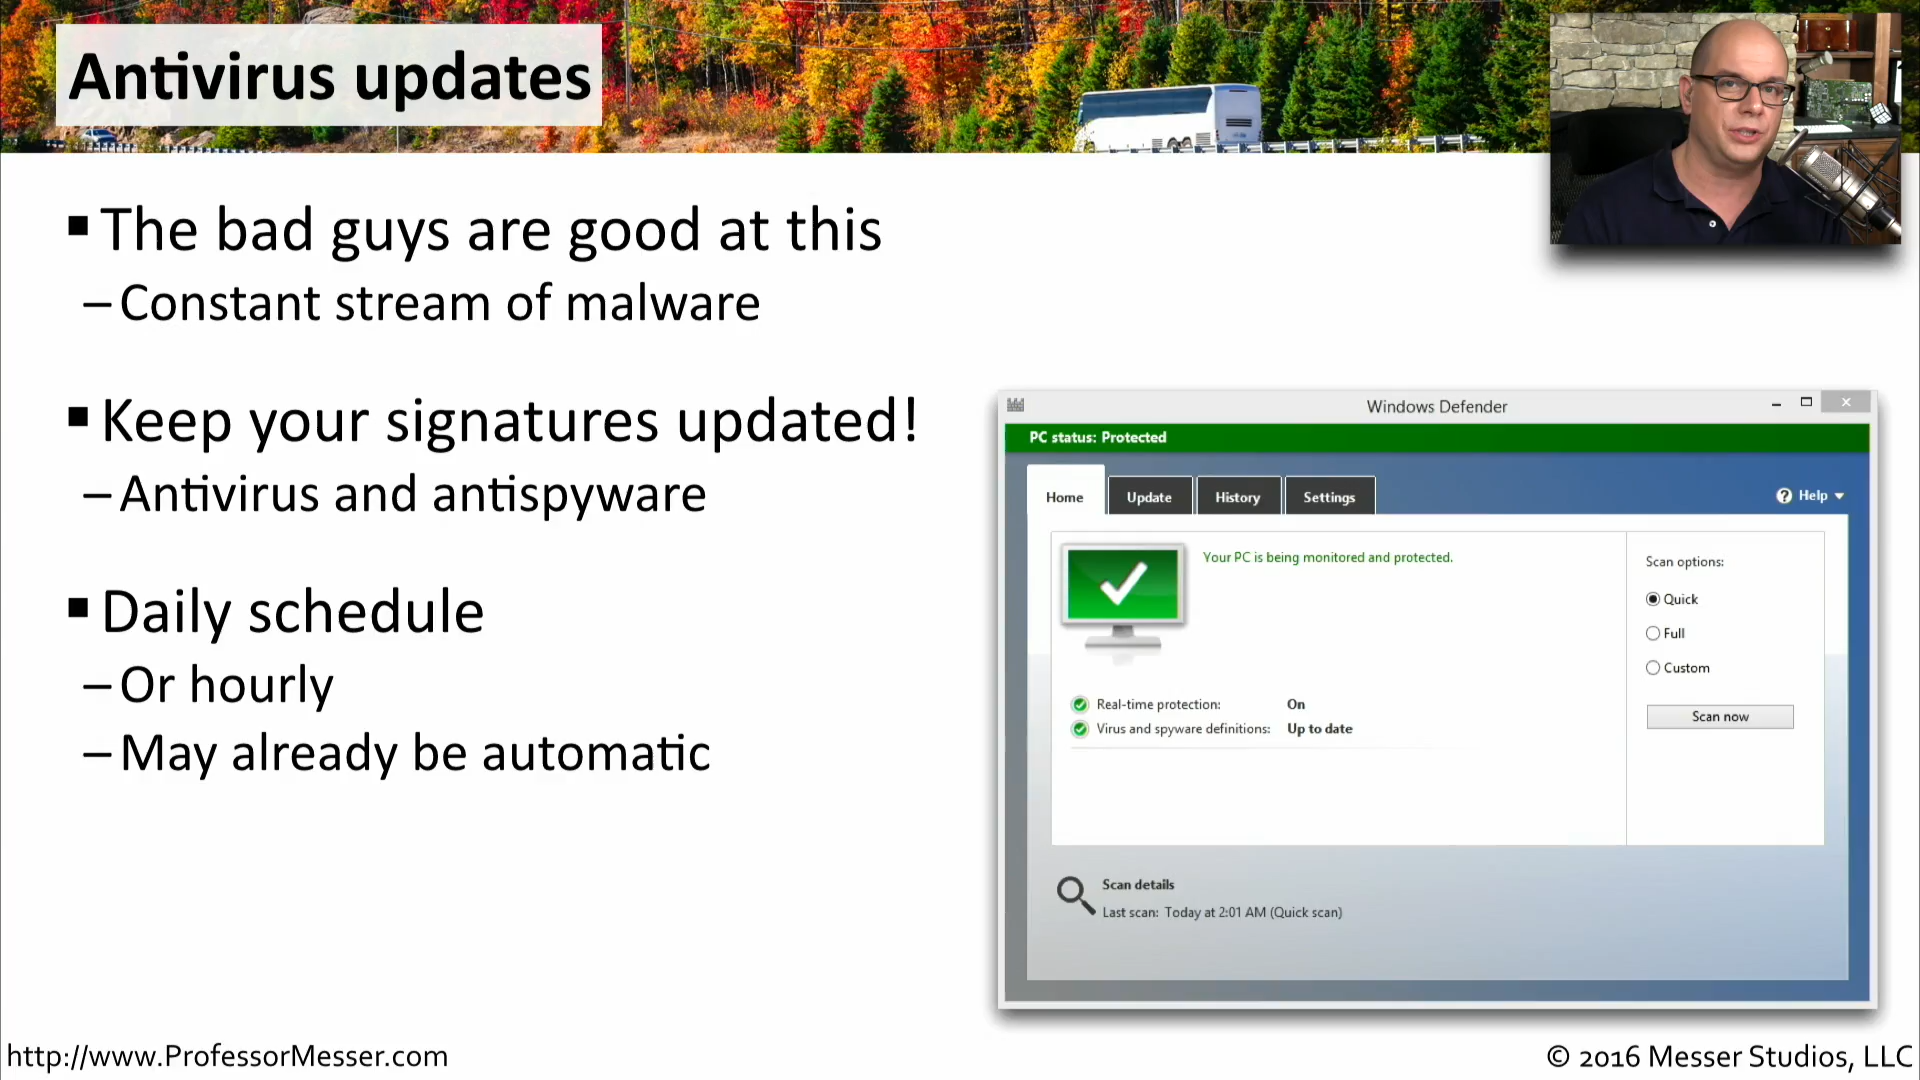 Antivirus updates
▪ The bad guys are good at this
– Constant stream of malware
▪ Keep your signatures updated!
– Antivirus and antispyware
▪ Daily schedule
– Or hourly
– May already be automatic
Windows Defender
PC status: Protected
Home
Update
History
Settings
Help
Your PC is being monitored and protected.
Real-time protection: On
Virus and spyware definitions: Up to date
Scan options:
Quick
Full
Custom
Scan now
Scan details
Last scan: Today at 2:01 AM (Quick scan)
http://www.ProfessorMesser.com
© 2016 Messer Studios, LLC